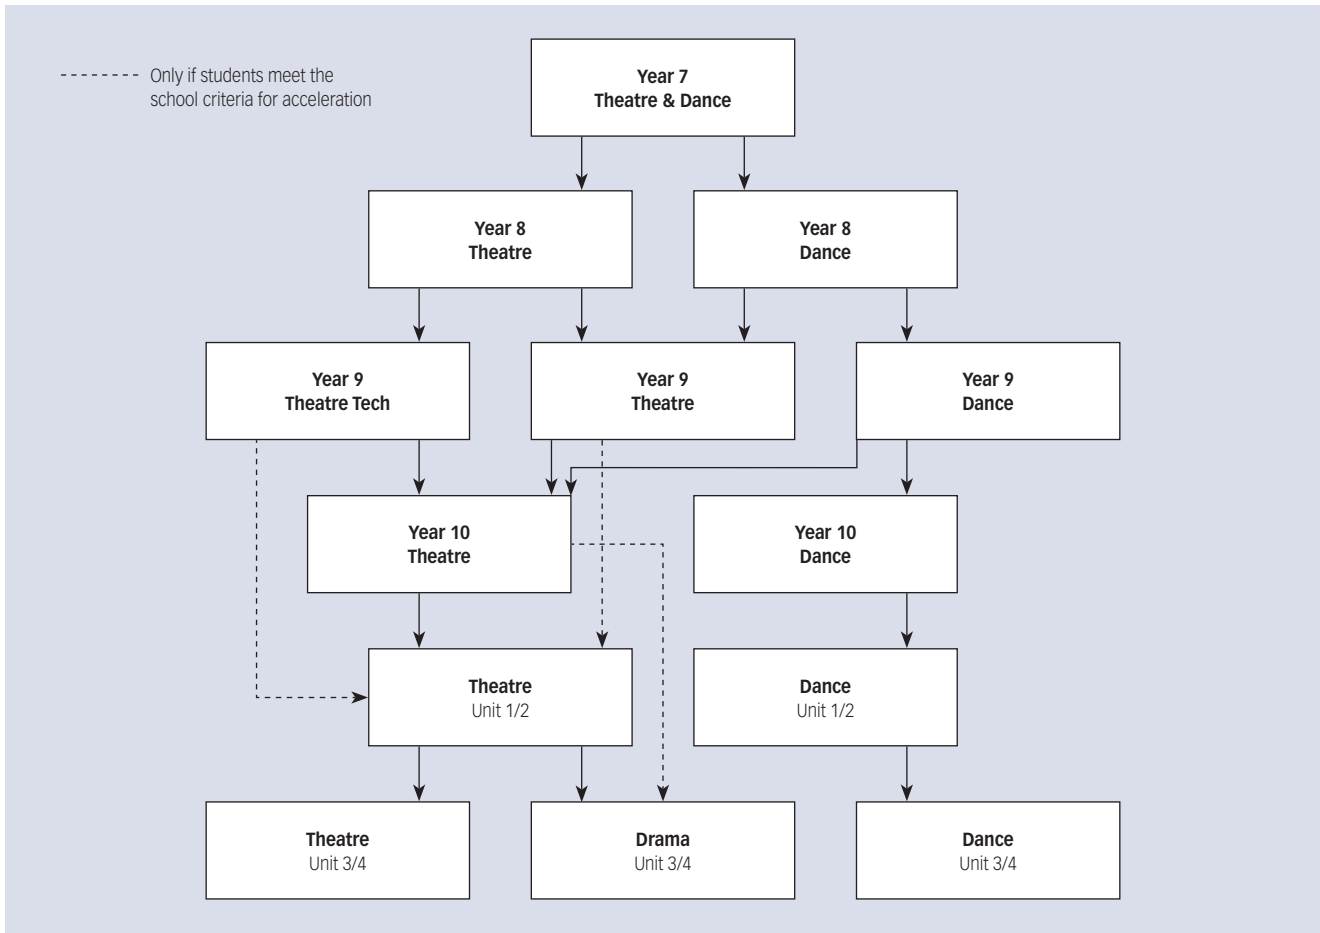 Only if students meet the
school criteria for acceleration
Year 7
Theatre & Dance
Year 8
Theatre
Year 8
Dance
Year 9
Theatre Tech
Year 9
Theatre
Year 9
Dance
Year 10
Theatre
Year 10
Dance
Theatre
Unit 1/2
Dance
Unit 1/2
Theatre
Unit 3/4
Drama
Unit 3/4
Dance
Unit 3/4